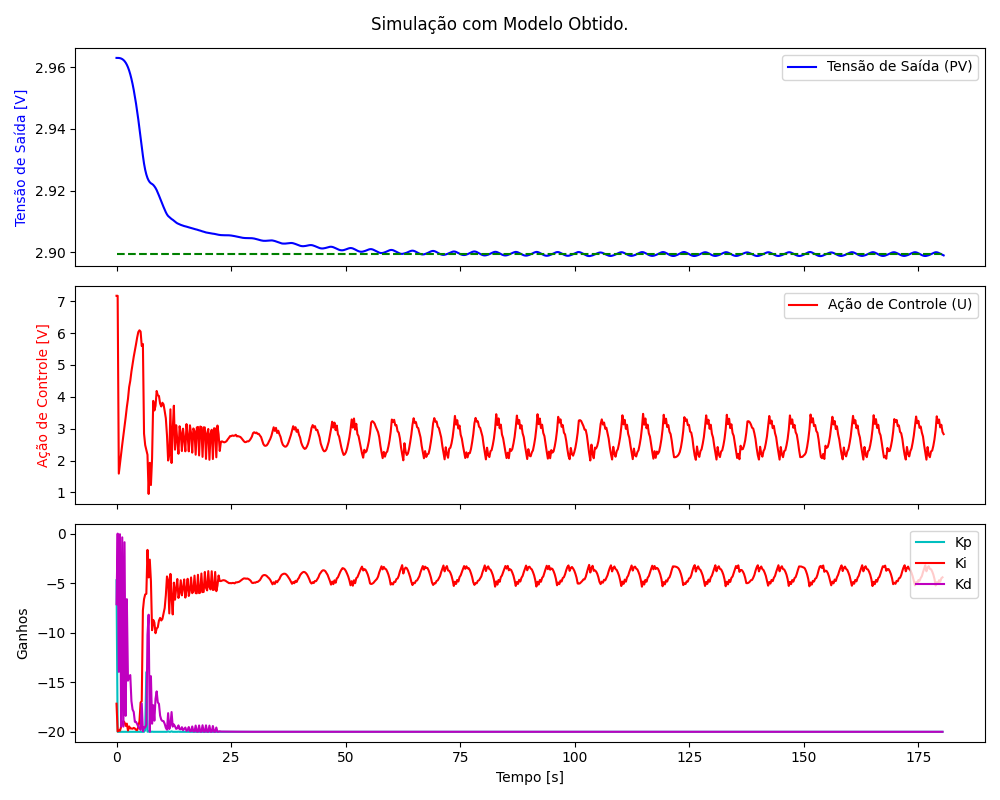 Simulação com Modelo Obtido.
Tensão de Saída (PV)
Tensão de Saída [V]
2.96
2.94
2.92
2.90
Ação de Controle (U)
Ação de Controle [V]
7
6
5
4
3
2
1
Kp
Ki
Kd
Ganhos
0
−5
−10
−15
−20
0 25 50 75 100 125 150 175
Tempo [s]